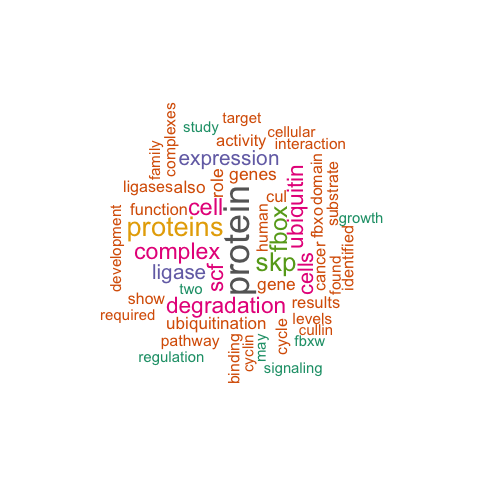 study
target
complexes
family
activity
cellular
interaction
expression
role
genes
domain
ligases
also
ubiquitin
substrate
cul
function
cell
protein
human
fbox
fbxo
growth
proteins
development
complex
skp
identified
ligase
scf
cells
cancer
found
gene
two
show
degradation
results
required
ubiquitination
levels
cycle
cullin
pathway
binding
cyclin
may
fbxw
regulation
signaling